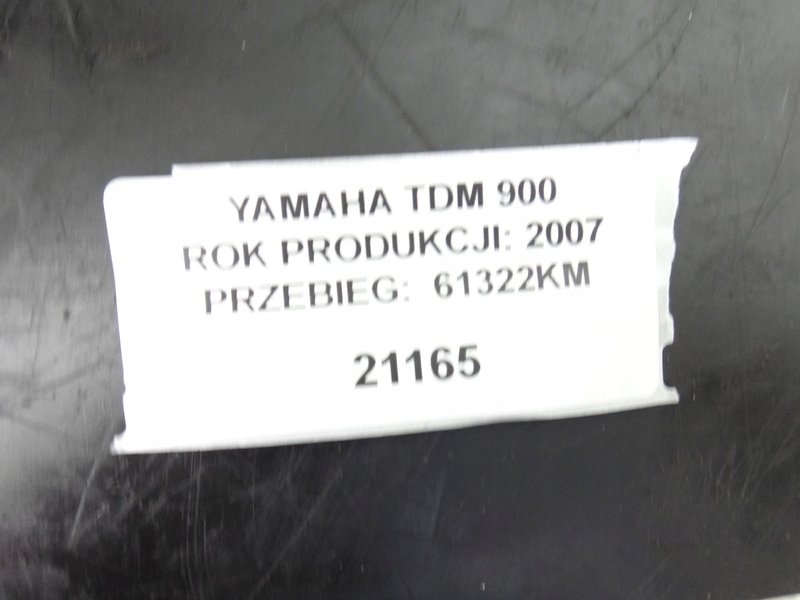 YAMAHA TDM 900
ROK PRODUKCJI: 2007
PRZEBIEG: 61322KM
21165